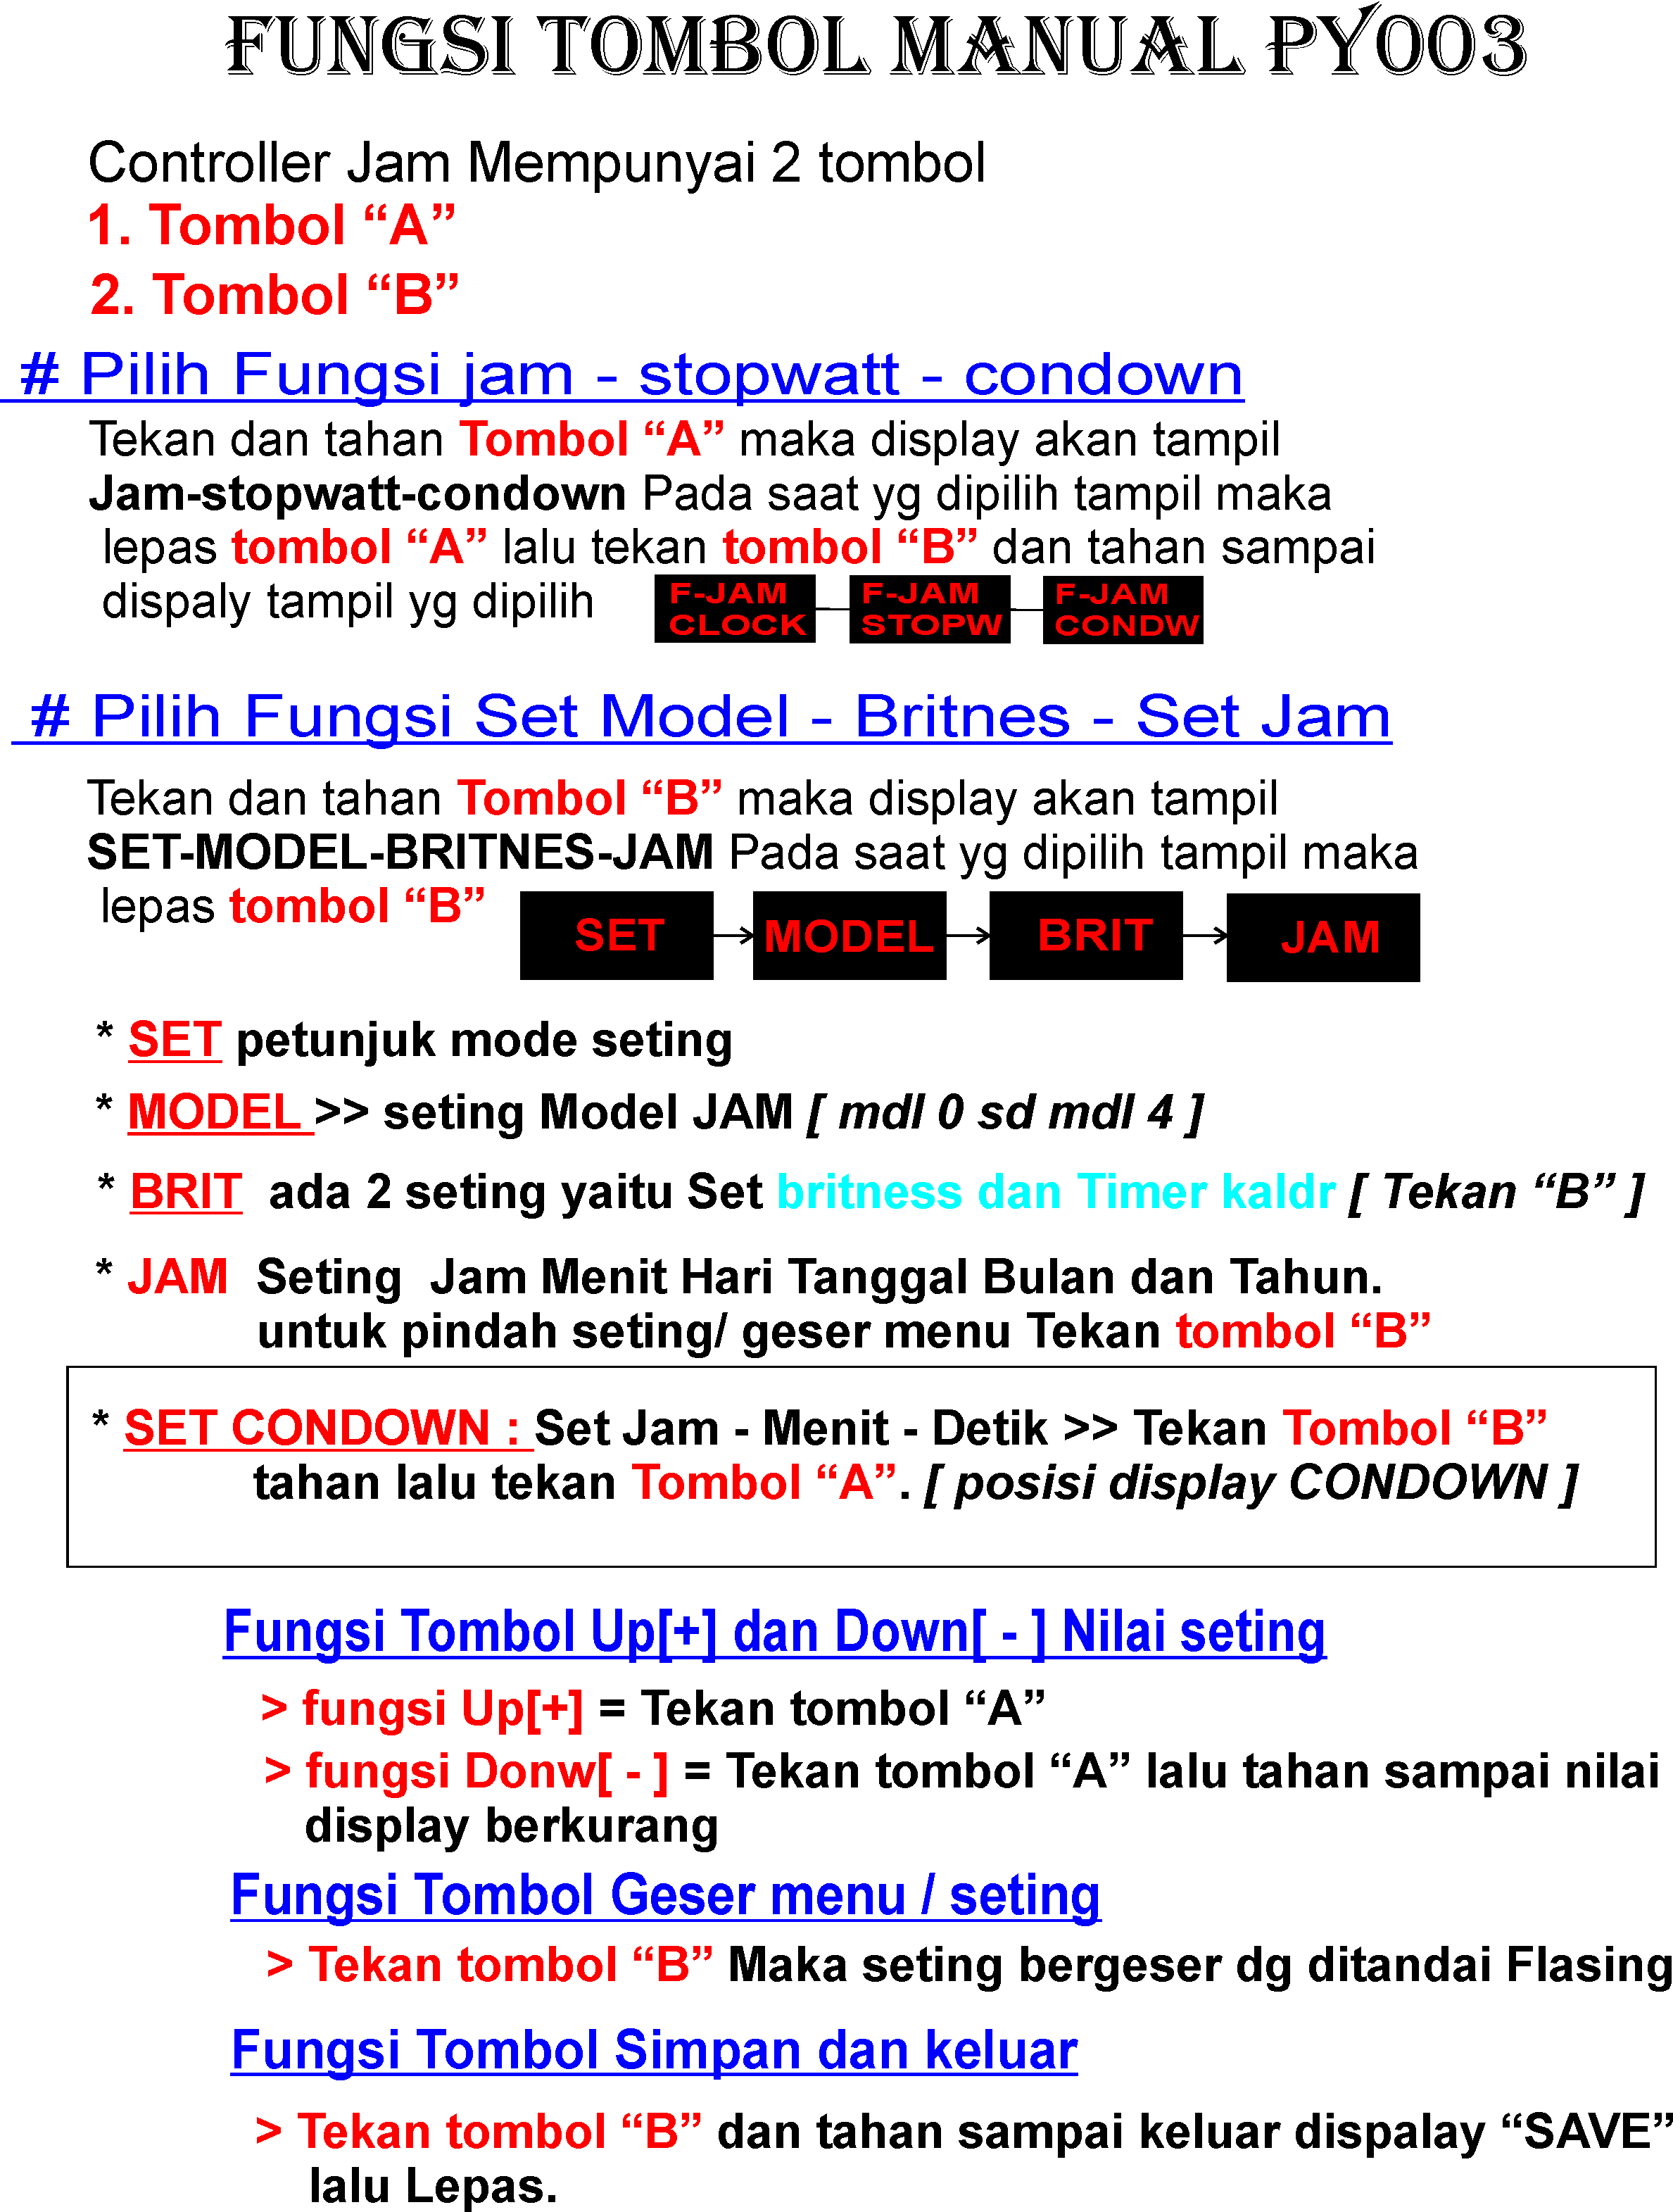 FUNGSI TOMBOL MANUAL PY003
Controller Jam Mempunyai 2 tombol
1. Tombol “A”
2. Tombol “B”
# Pilih Fungsi jam - stopwatt - condown
Tekan dan tahan Tombol “A” maka display akan tampil
Jam-stopwatt-condown Pada saat yg dipilih tampil maka
lepas tombol “A” lalu tekan tombol “B” dan tahan sampai
dispaly tampil yg dipilih
F-JAM CLOCK
F-JAM STOPW
F-JAM CONDW
# Pilih Fungsi Set Model - Britnes - Set Jam
Tekan dan tahan Tombol “B” maka display akan tampil
SET-MODEL-BRITNES-JAM Pada saat yg dipilih tampil maka
lepas tombol “B”
SET MODEL BRIT JAM
* SET petunjuk mode seting
* MODEL >> seting Model JAM [ mdl 0 sd mdl 4 ]
* BRIT ada 2 seting yaitu Set britness dan Timer kaldr [ Tekan “B” ]
* JAM Seting Jam Menit Hari Tanggal Bulan dan Tahun.
untuk pindah seting/ geser menu Tekan tombol “B”
* SET CONDOWN : Set Jam - Menit - Detik >> Tekan Tombol “B”
tahan lalu tekan Tombol “A”. [ posisi display CONDOWN ]
Fungsi Tombol Up[+] dan Down[ - ] Nilai seting
> fungsi Up[+] = Tekan tombol “A”
> fungsi Donw[ - ] = Tekan tombol “A” lalu tahan sampai nilai
display berkurang
Fungsi Tombol Geser menu / seting
> Tekan tombol “B” Maka seting bergeser dg ditandai Flasing
Fungsi Tombol Simpan dan keluar
> Tekan tombol “B” dan tahan sampai keluar dispalay “SAVE”
lalu Lepas.